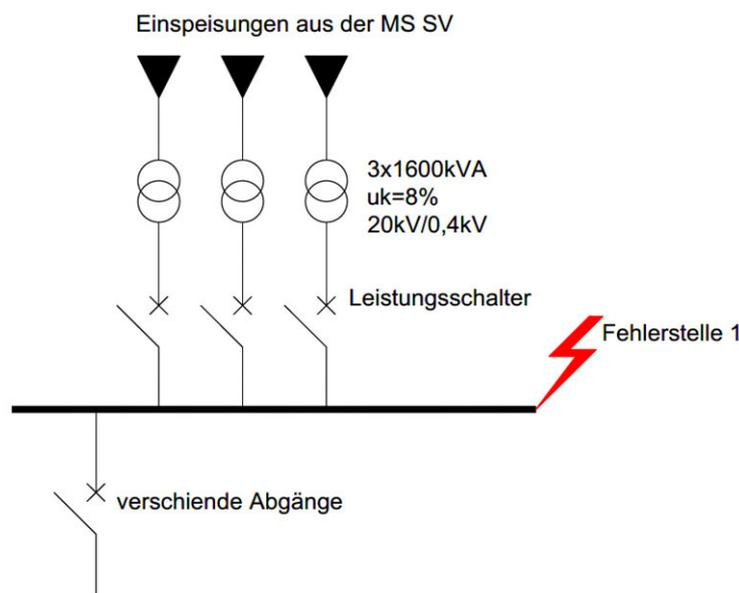 Einspeisungen aus der MS SV
3x1600kVA
uk=8%
20kV/0,4kV
Leistungsschalter
Fehlerstelle 1
verschiende Abgänge